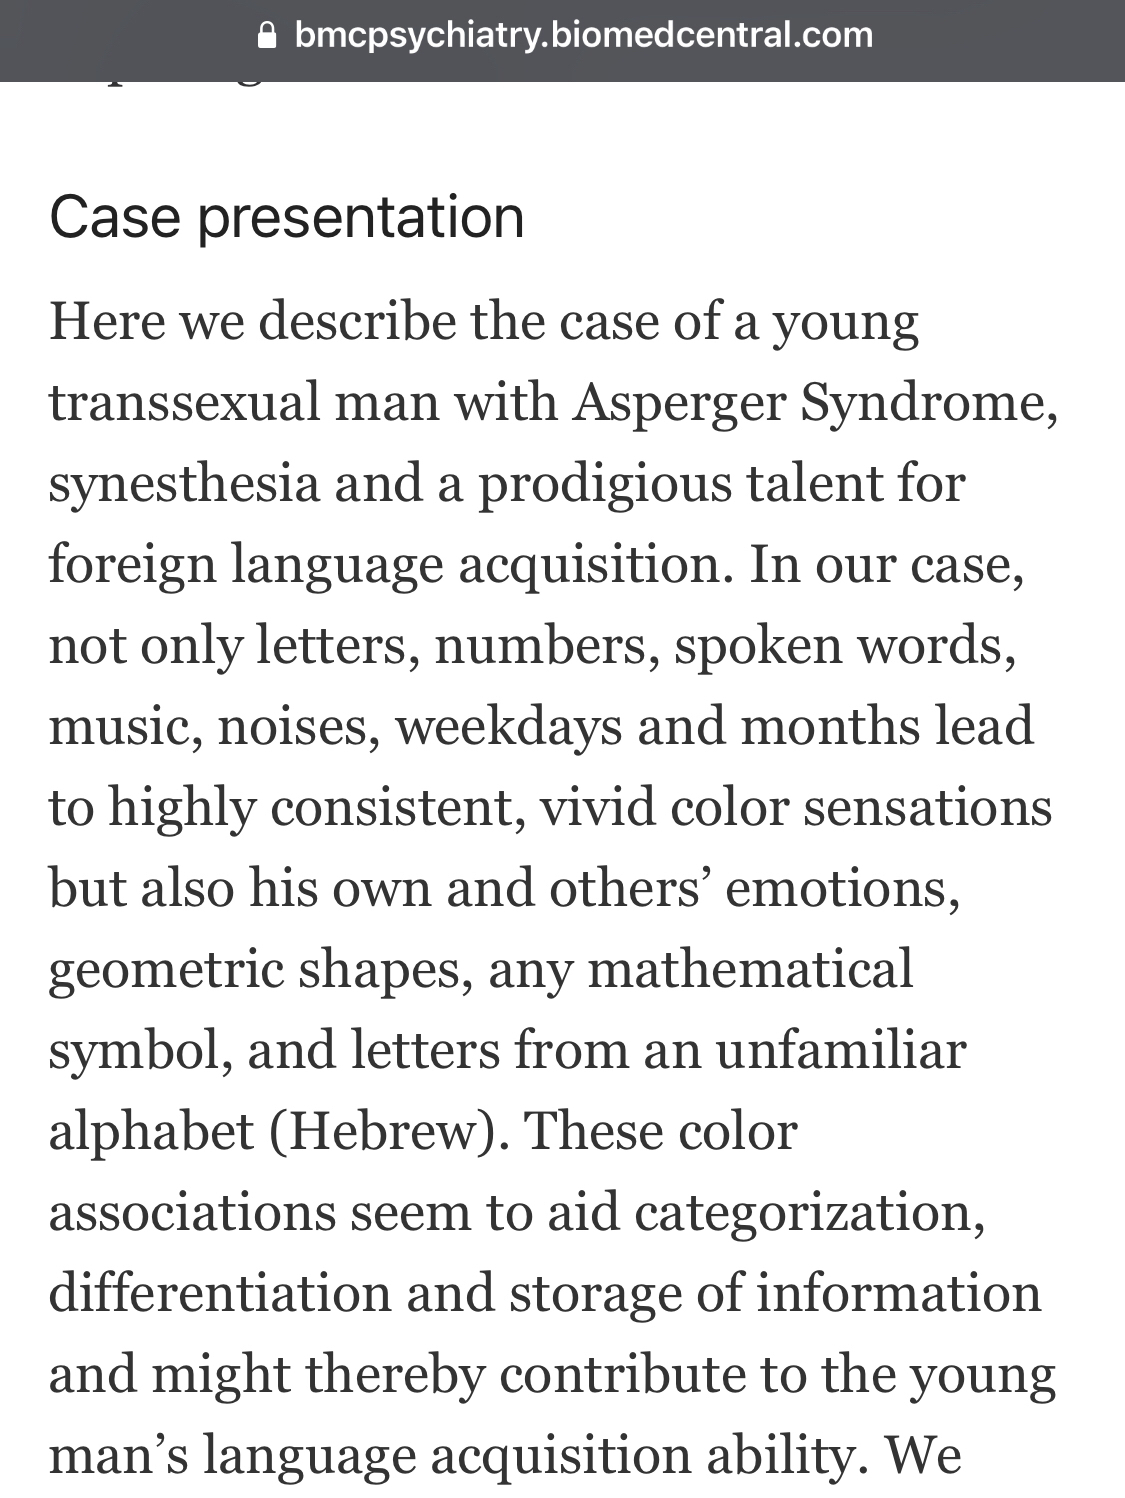 bmcpsychiatry.biomedcentral.com
Case presentation
Here we describe the case of a young
transsexual man with Asperger Syndrome,
synesthesia and a prodigious talent for
foreign language acquisition. In our case,
not only letters, numbers, spoken words,
music, noises, weekdays and months lead
to highly consistent, vivid color sensations
but also his own and others’ emotions,
geometric shapes, any mathematical
symbol, and letters from an unfamiliar
alphabet (Hebrew). These color
associations seem to aid categorization,
differentiation and storage of information
and might thereby contribute to the young
man’s language acquisition ability. We